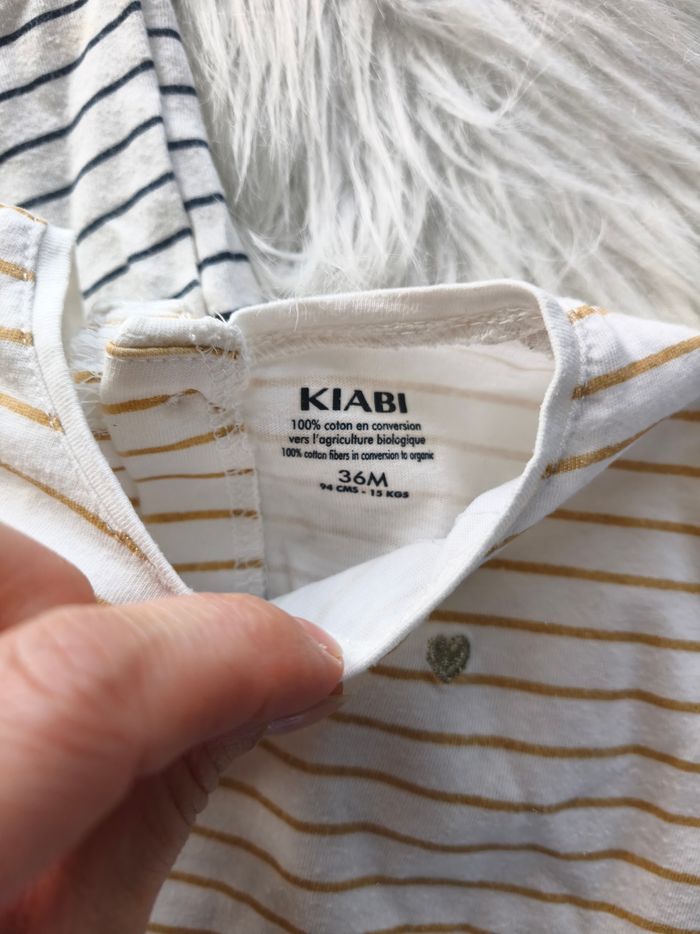 KIABI
100% coton en conversion
vers l'agriculture biologique
100% cotton fibers in conversion to organic
36M
94 CMS - 15 KGS